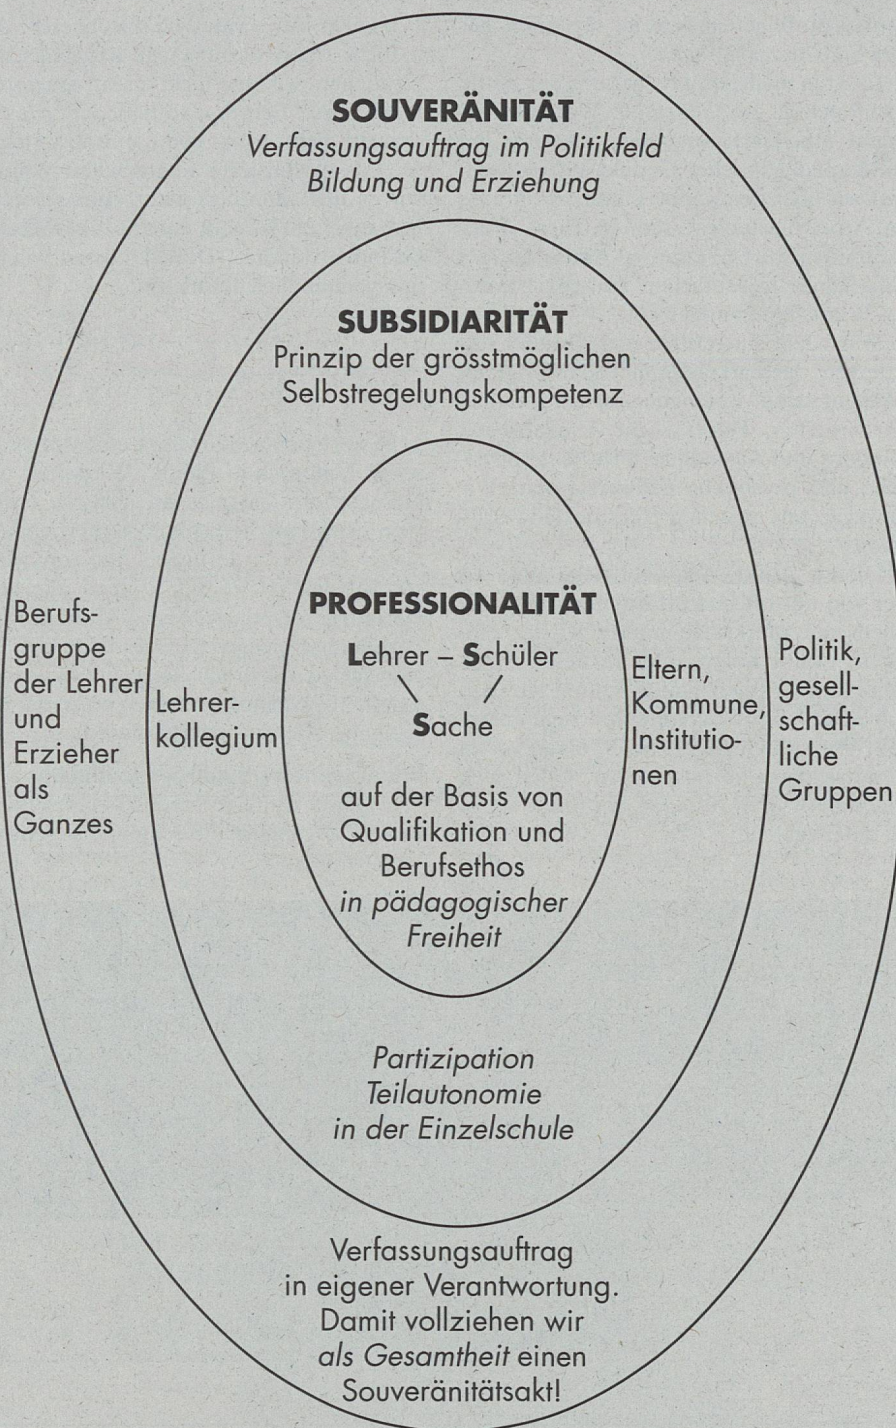 SOUVERÄNITÄT
Verfassungsauftrag im Politikfeld
Bildung und Erziehung
SUBSIDIARITÄT
Prinzip der grösstmöglichen
Selbstregelungskompetenz
Berufs-
gruppe
der Lehrer
und
Erzieher
als
Ganzes
Lehrer-
kollegium
PROFESSIONALITÄT
Lehrer – Schüler
Sache
auf der Basis von
Qualifikation und
Berufsethos
in pädagogischer
Freiheit
Eltern,
Kommune,
Institutio-
nen
Politik,
gesell-
schaft-
liche
Gruppen
Partizipation
Teilautonomie
in der Einzelschule
Verfassungsauftrag
in eigener Verantwortung.
Damit vollziehen wir
als Gesamtheit einen
Souveränitätsakt!